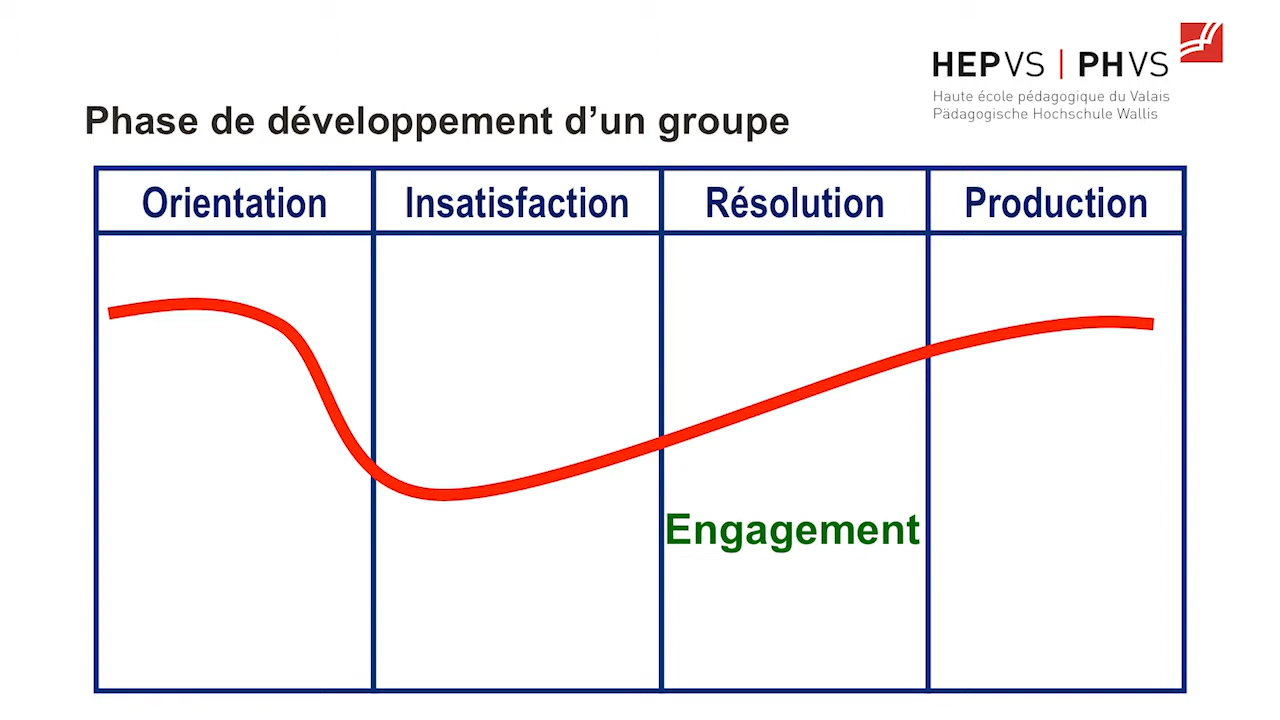 HEPVS | PHVS
Haute école pédagogique du Valais
Pädagogische Hochschule Wallis
Phase de développement d’un groupe
Orientation Insatisfaction Résolution Production
Engagement